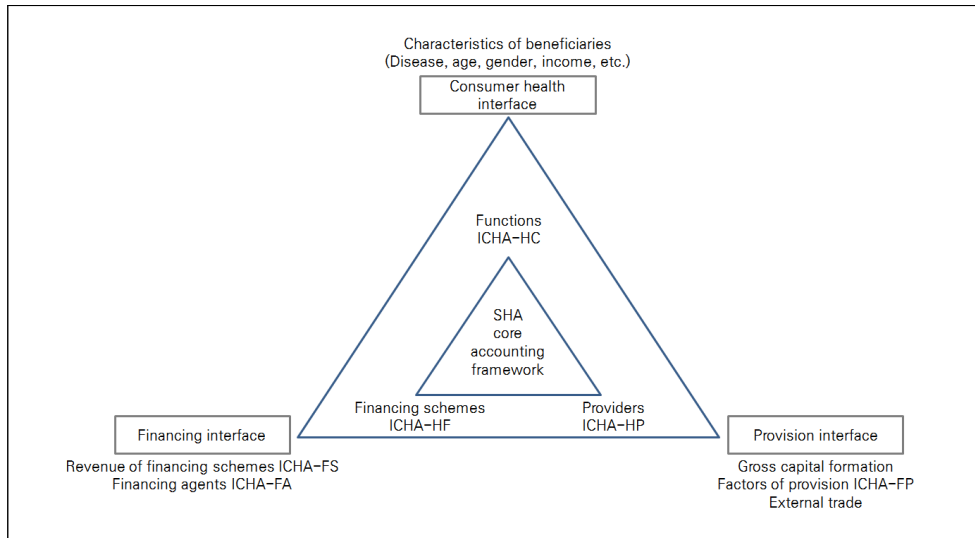 Characteristics of beneficiaries
(Disease, age, gender, income, etc.)
Consumer health
interface
Functions
ICHA-HC
SHA
core
accounting
framework
Financing schemes
ICHA-HF
Providers
ICHA-HP
Financing interface
Revenue of financing schemes ICHA-FS
Financing agents ICHA-FA
Provision interface
Gross capital formation
Factors of provision ICHA-FP
External trade